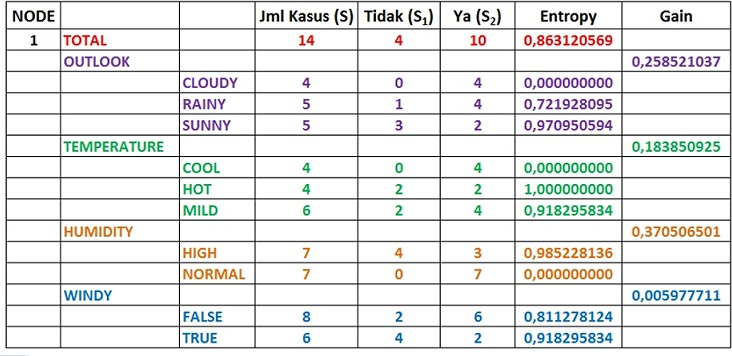 NODE Jml Kasus (S) Tidak (S₁) Ya (S₂) Entropy Gain
1 TOTAL 14 4 10 0,863120569
OUTLOOK 0,258521037
CLOUDY 4 0 4 0,000000000
RAINY 5 1 4 0,721928095
SUNNY 5 3 2 0,970950594
TEMPERATURE 0,183850925
COOL 4 0 4 0,000000000
HOT 4 2 2 1,000000000
MILD 6 2 4 0,918295834
HUMIDITY 0,370506501
HIGH 7 4 3 0,985228136
NORMAL 7 0 7 0,000000000
WINDY 0,005977711
FALSE 8 2 6 0,811278124
TRUE 6 4 2 0,918295834